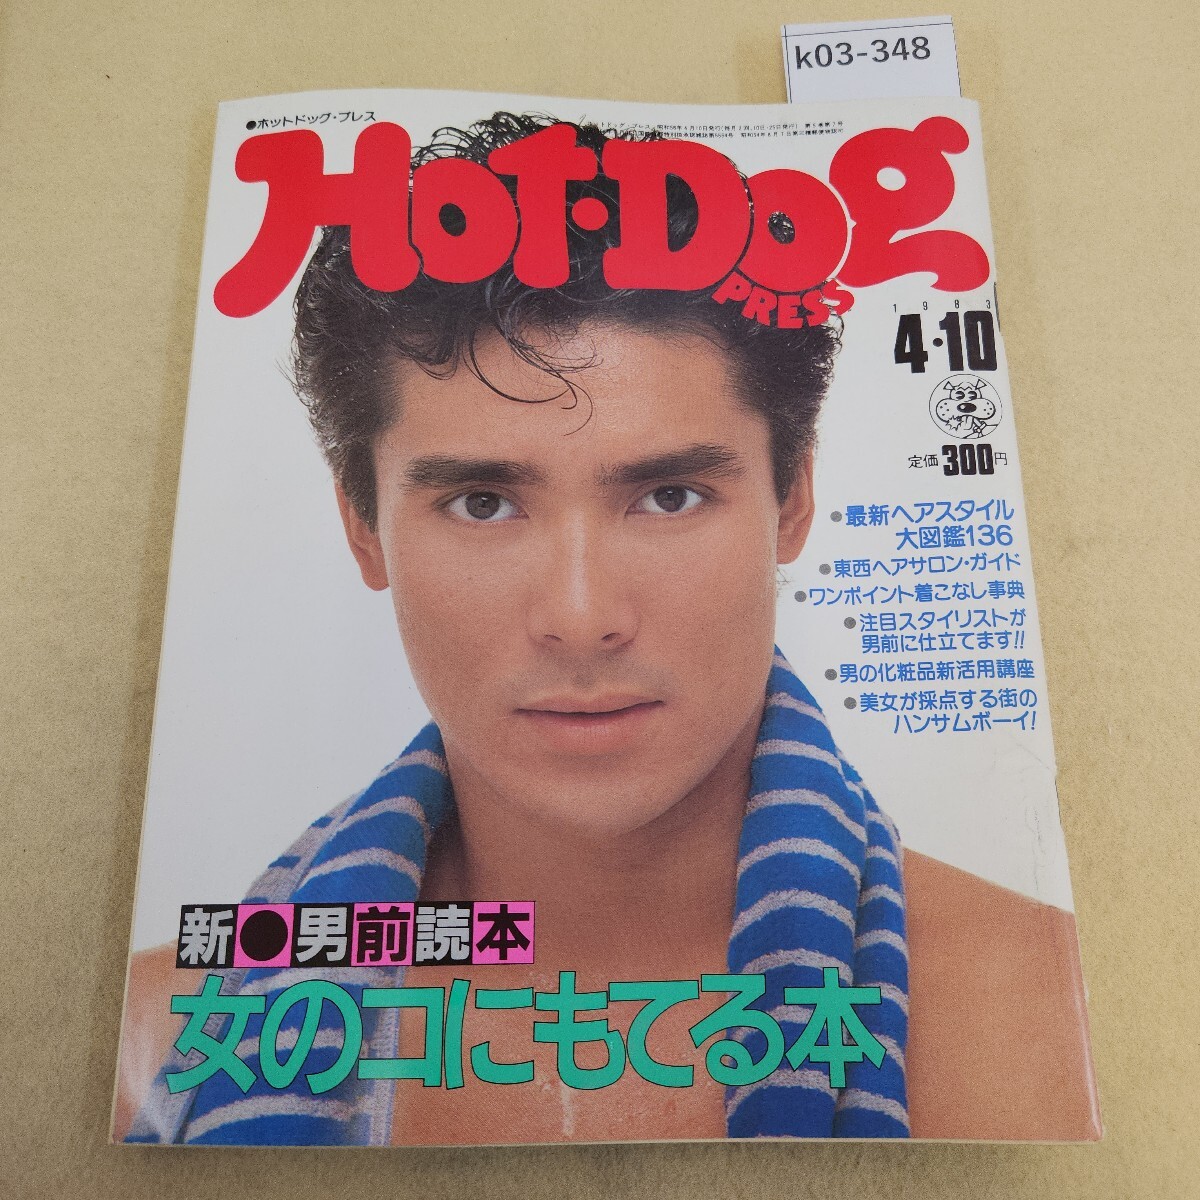 k03-348
●ホットドッグ・プレス
Hot・Dog
PRESS
1983
4・10
定価300円
●最新ヘアスタイル
大図鑑136
●東西ヘアサロン・ガイド
●ワンポイント着こなし事典
●注目スタイリストが
男前に仕立てます!!
●男の化粧品新活用講座
●美女が採点する街の
ハンサムボーイ!
新●男前読本
女のコにもてる本